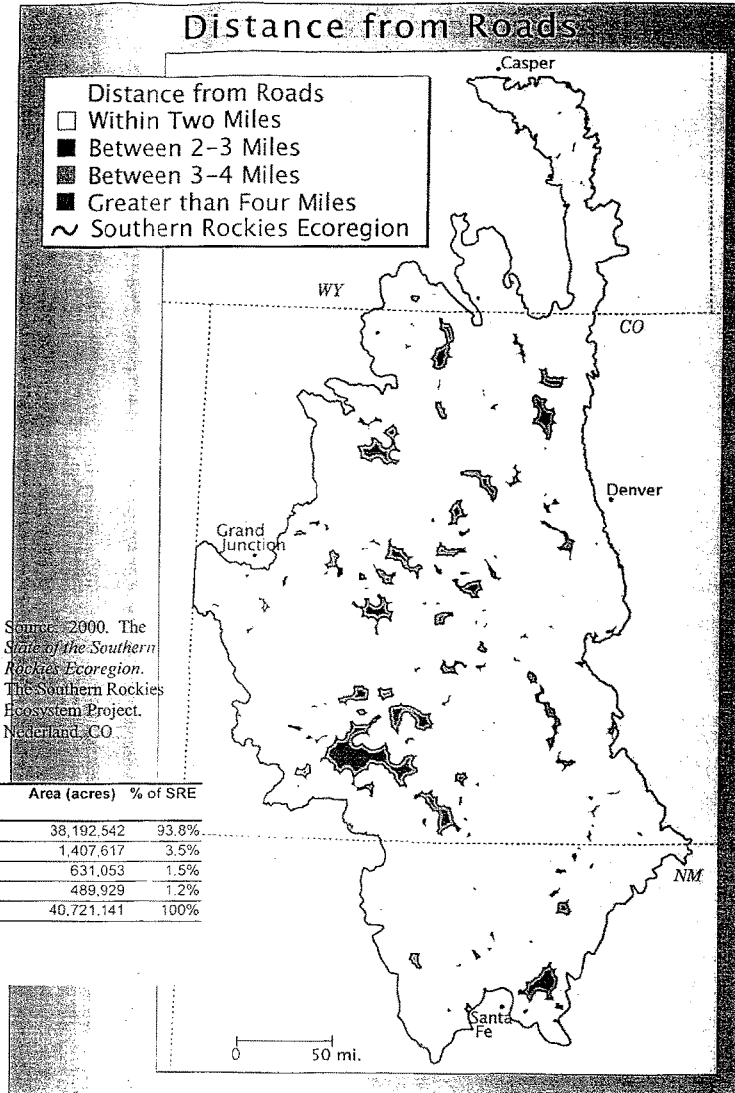 Distance from Roads
Casper
Distance from Roads
Within Two Miles
Between 2-3 Miles
Between 3-4 Miles
Greater than Four Miles
Southern Rockies Ecoregion
WY
CO
Denver
Grand
Junction
Source: 2000. The
State of the Southern
Rockies Ecoregion.
The Southern Rockies
Ecosystem Project.
Nederland, CO
Area (acres) % of SRE
38,192,542 93.8%
1,407,617 3.5%
631,053 1.5%
489,929 1.2%
40,721,141 100%
NM
Santa
Fe
0 50 mi.